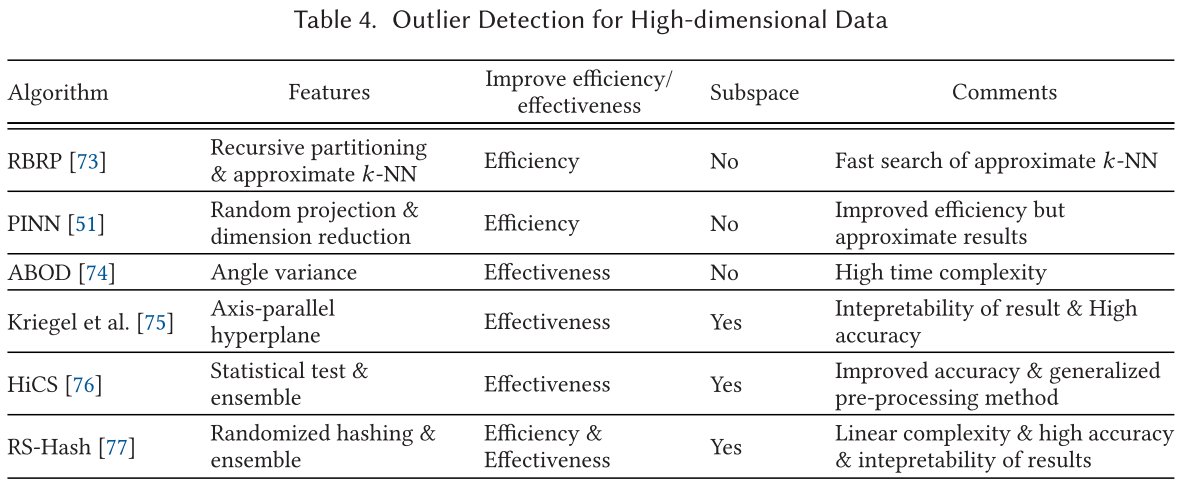 Table 4. Outlier Detection for High-dimensional Data
Algorithm
Features
Improve efficiency/
effectiveness
Subspace
Comments
RBRP [73]
Recursive partitioning
& approximate k-NN
Efficiency
No
Fast search of approximate k-NN
PINN [51]
Random projection &
dimension reduction
Efficiency
No
Improved efficiency but
approximate results
ABOD [74]
Angle variance
Effectiveness
No
High time complexity
Kriegel et al. [75]
Axis-parallel
hyperplane
Effectiveness
Yes
Intepretability of result & High
accuracy
HiCS [76]
Statistical test &
ensemble
Effectiveness
Yes
Improved accuracy & generalized
pre-processing method
RS-Hash [77]
Randomized hashing &
ensemble
Efficiency &
Effectiveness
Yes
Linear complexity & high accuracy
& intepretability of results